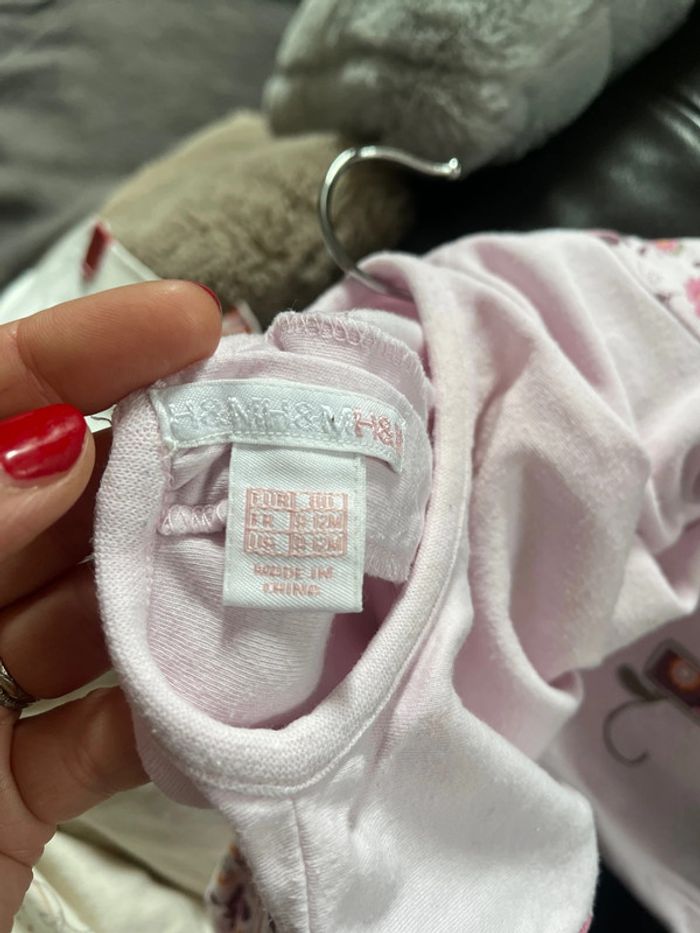 H&M H&M H&M
EUR 80
FR 9-12M
US 9-12M
MADE IN
CHINA